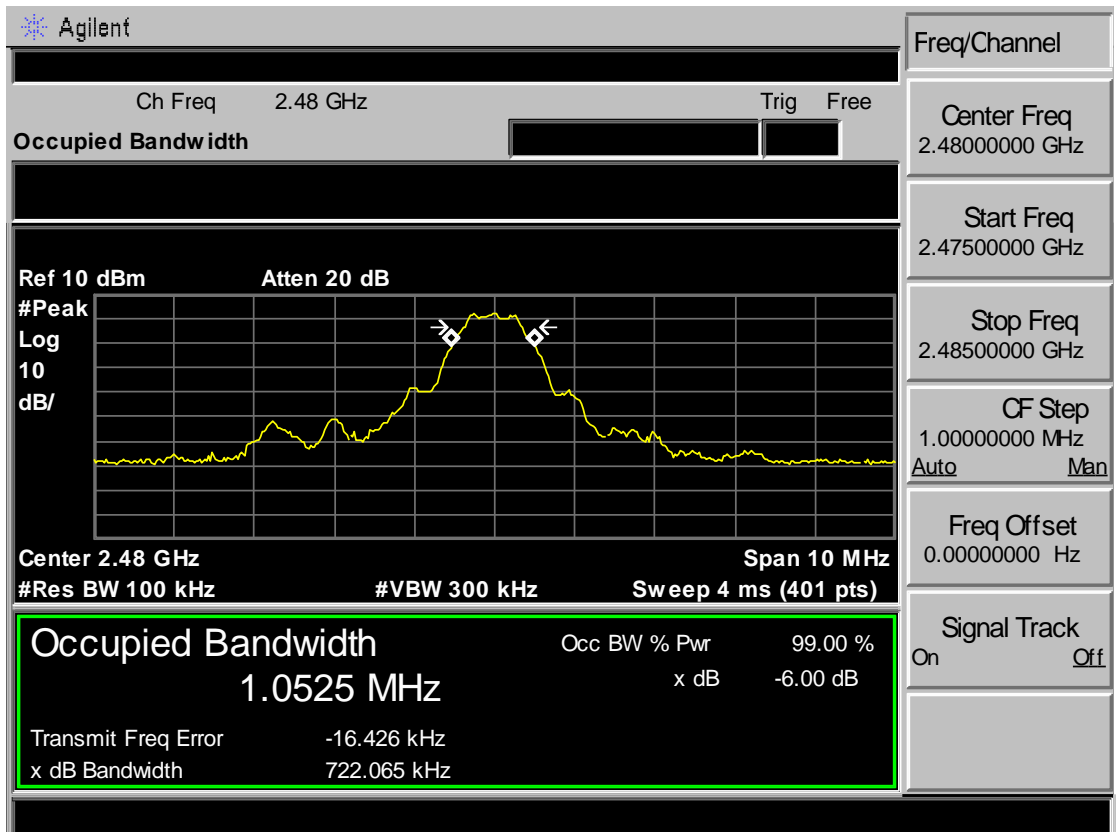 Agilent
Freq/Channel
Ch Freq 2.48 GHz Trig Free
Occupied Bandwidth
Center Freq
2.48000000 GHz
Start Freq
2.47500000 GHz
Stop Freq
2.48500000 GHz
CF Step
1.00000000 MHz
Auto Man
Freq Offset
0.00000000 Hz
Signal Track
On Off
Ref 10 dBm Atten 20 dB
#Peak
Log
10
dB/
Center 2.48 GHz Span 10 MHz
#Res BW 100 kHz #VBW 300 kHz Sweep 4 ms (401 pts)
Occupied Bandwidth
1.0525 MHz
Occ BW % Pwr 99.00 %
x dB -6.00 dB
Transmit Freq Error -16.426 kHz
x dB Bandwidth 722.065 kHz